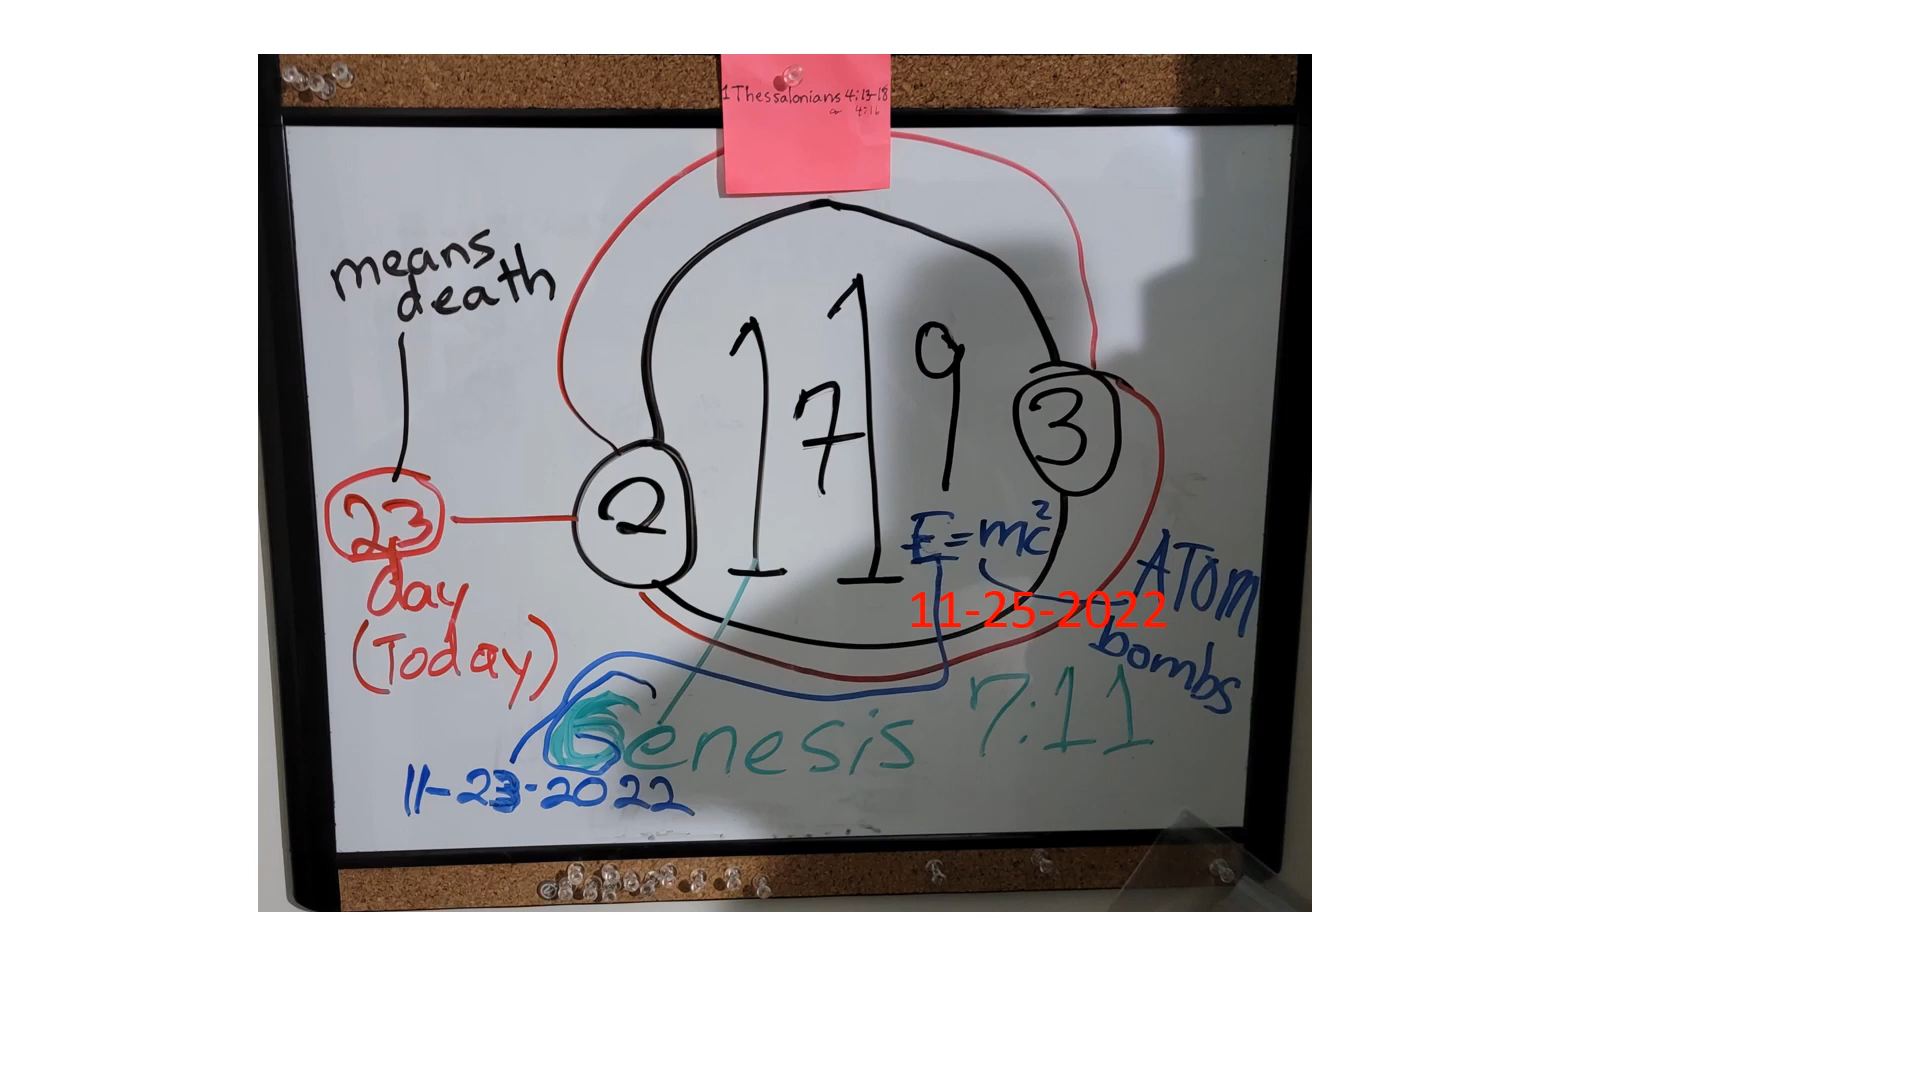 1 Thessalonians 4:13-18
or 4:16
means
death
1 7 1 9
2
3
23
day
(Today)
E=mc²
ATOM
bombs
11-25-2022
Genesis 7:11
11-23-2022